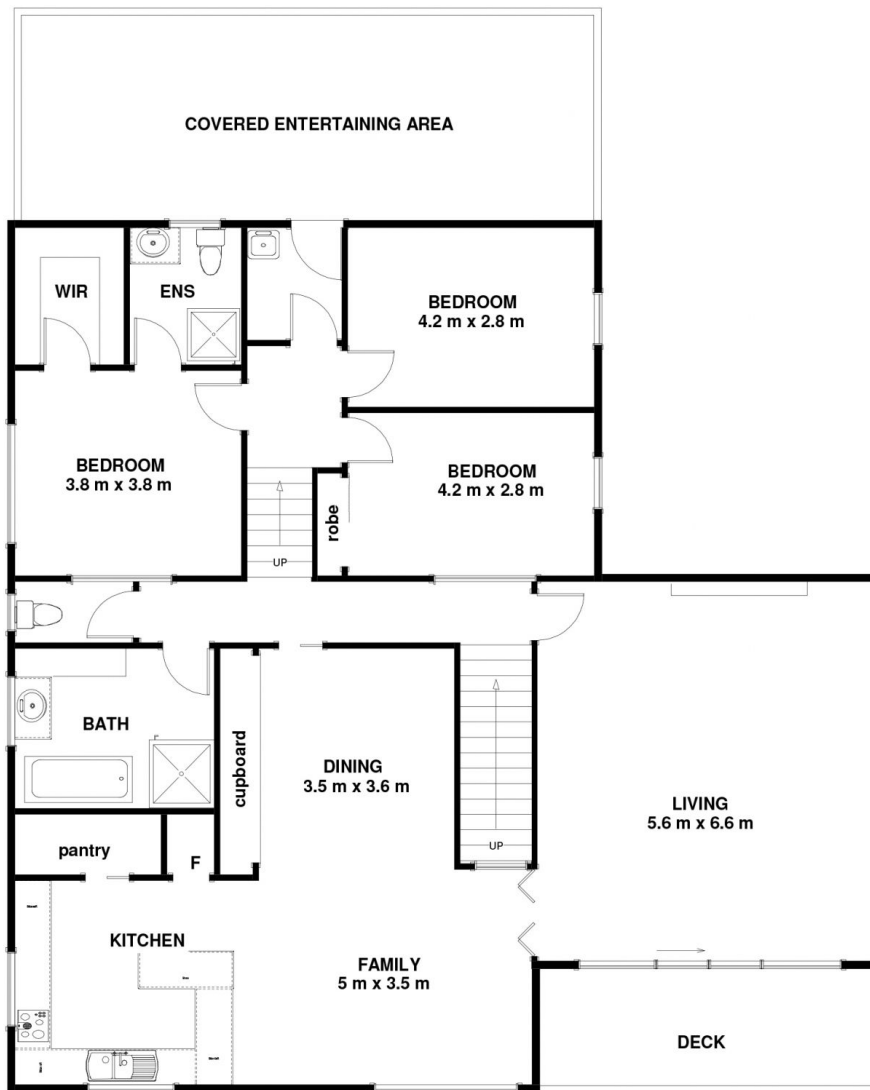 COVERED ENTERTAINING AREA
WIR
ENS
BEDROOM
4.2 m x 2.8 m
BEDROOM
3.8 m x 3.8 m
BEDROOM
4.2 m x 2.8 m
robe
UP
BATH
cupboard
DINING
3.5 m x 3.6 m
LIVING
5.6 m x 6.6 m
UP
pantry
F
KITCHEN
FAMILY
5 m x 3.5 m
DECK